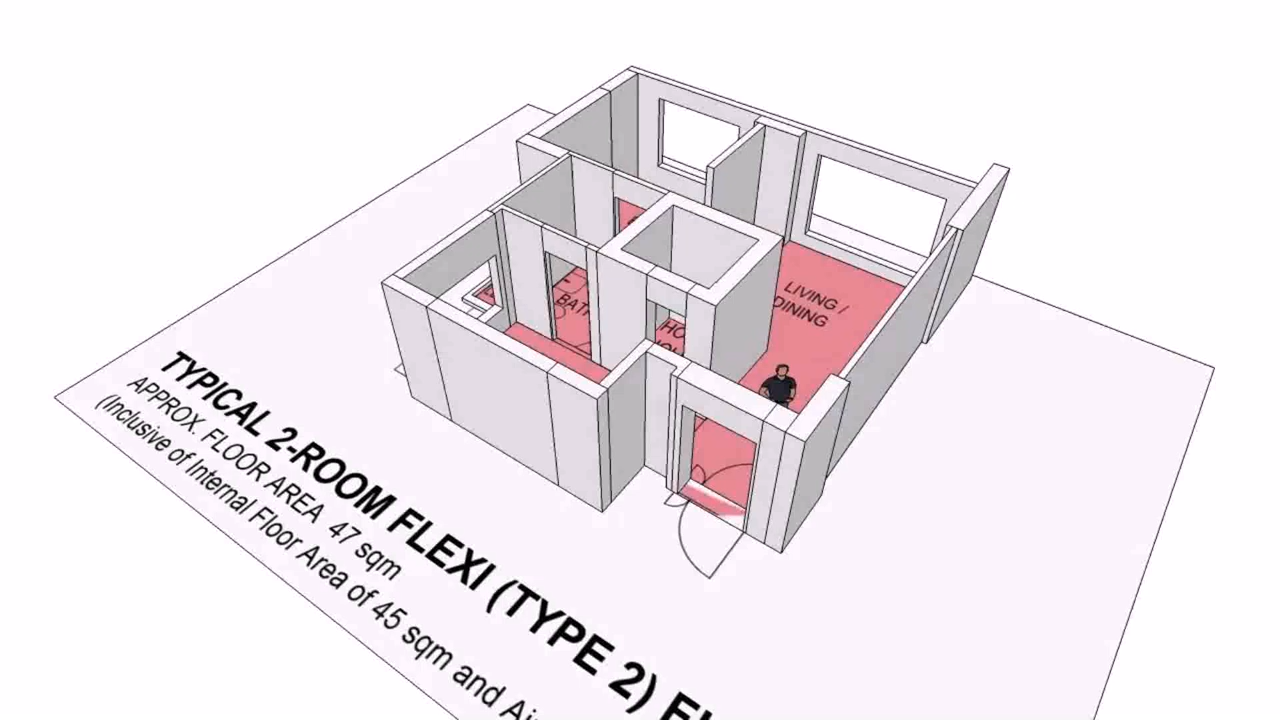 LIVING /
DINING
BATH
HO
TYPICAL 2-ROOM FLEXI (TYPE 2)
APPROX. FLOOR AREA 47 sqm
(Inclusive of Internal Floor Area of 45 sqm and